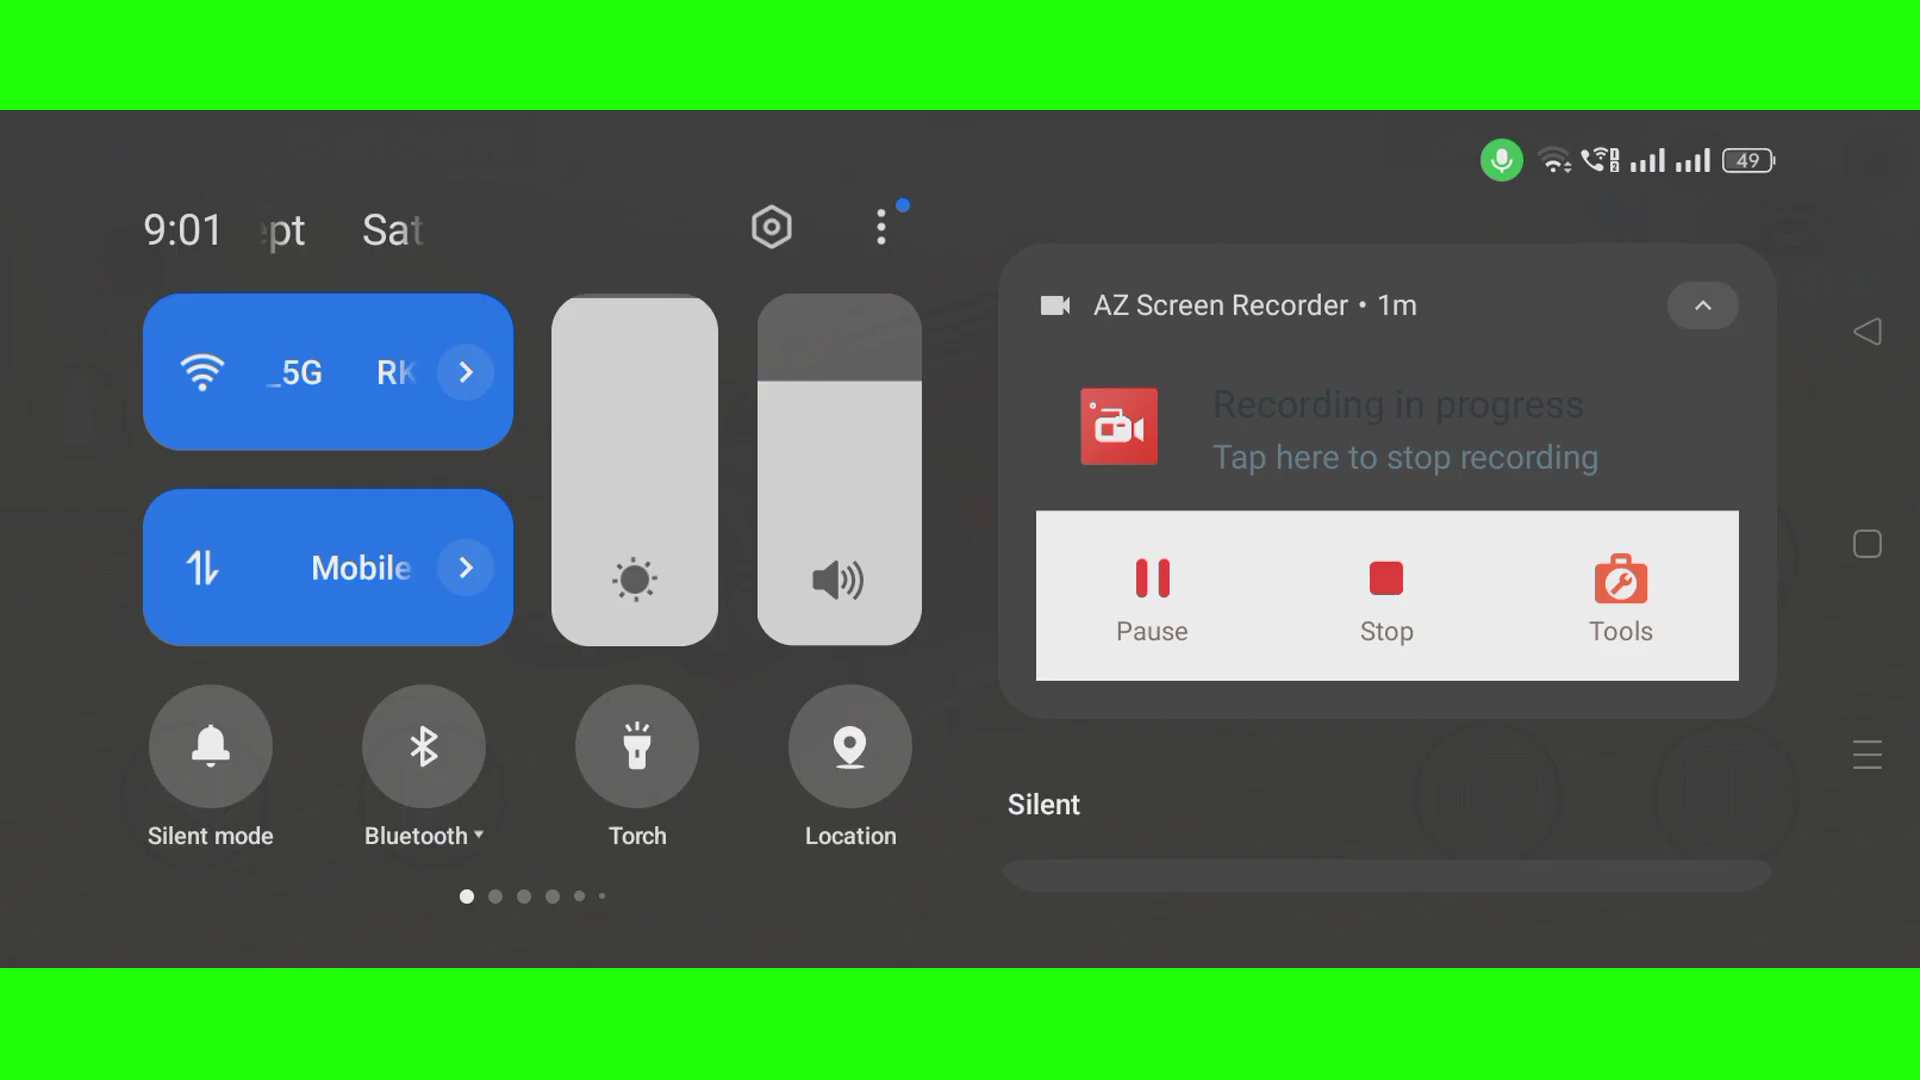 49
9:01 ept Sat
_5G RK
Mobile
Silent mode
Bluetooth
Torch
Location
AZ Screen Recorder • 1m
Recording in progress
Tap here to stop recording
Pause
Stop
Tools
Silent